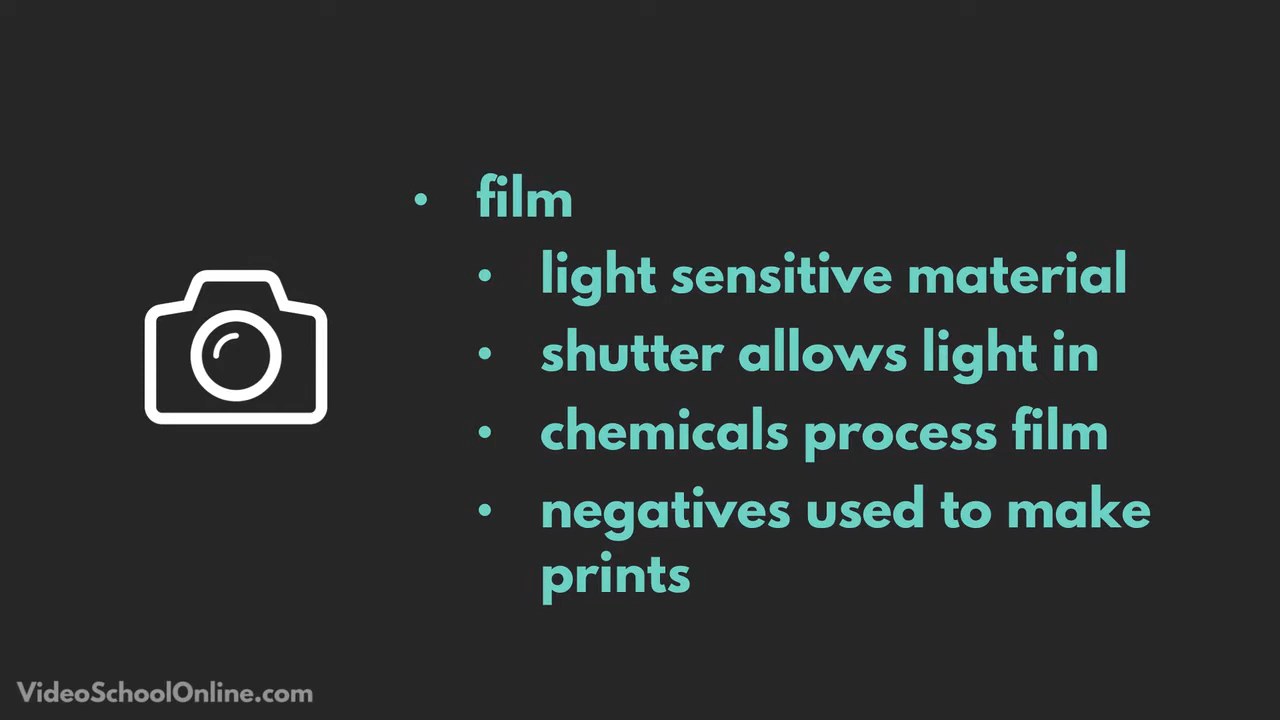 • film
• light sensitive material
• shutter allows light in
• chemicals process film
• negatives used to make
prints
VideoSchoolOnline.com